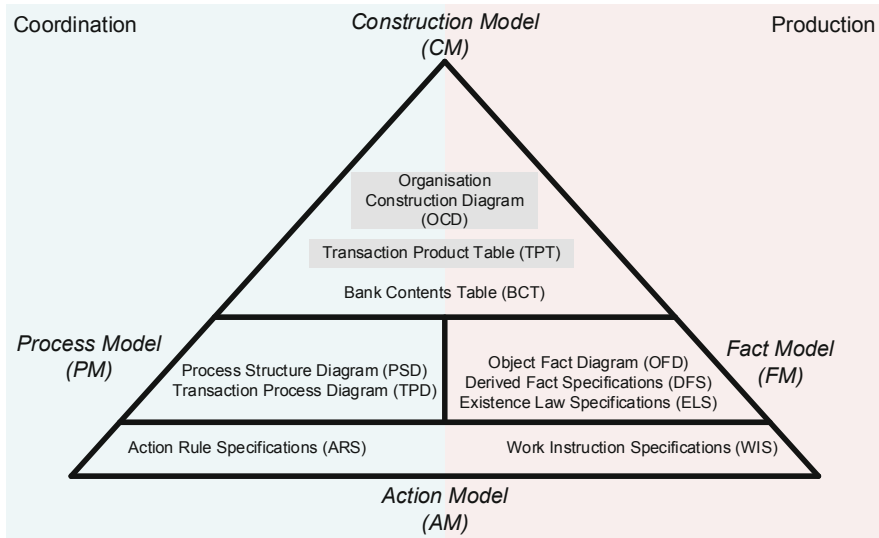 Coordination
Construction Model
(CM)
Production
Organisation
Construction Diagram
(OCD)
Transaction Product Table (TPT)
Bank Contents Table (BCT)
Process Model
(PM)
Process Structure Diagram (PSD)
Transaction Process Diagram (TPD)
Object Fact Diagram (OFD)
Derived Fact Specifications (DFS)
Existence Law Specifications (ELS)
Fact Model
(FM)
Action Rule Specifications (ARS)
Work Instruction Specifications (WIS)
Action Model
(AM)